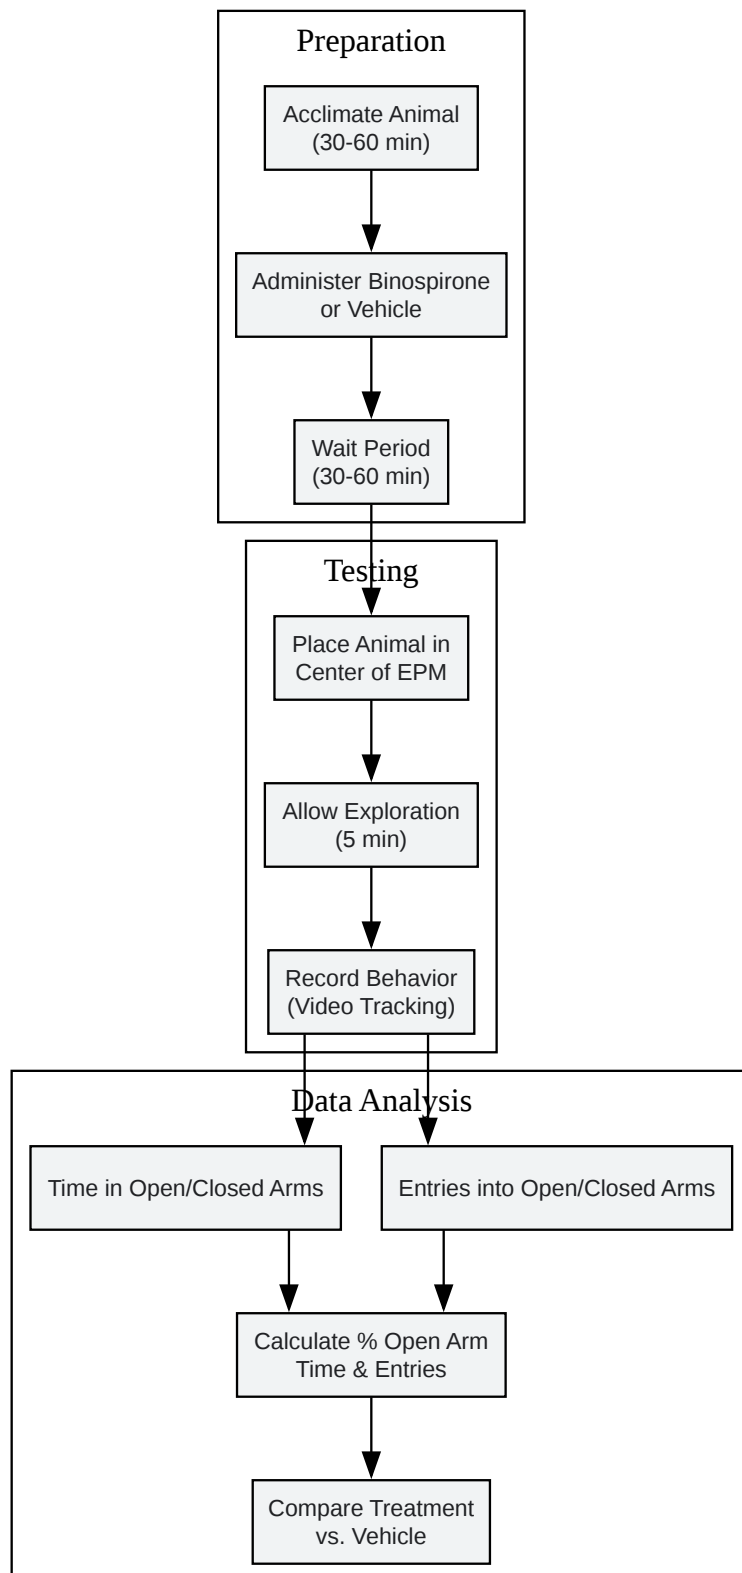 Preparation
Acclimate Animal
(30-60 min)
Administer Binospirone
or Vehicle
Wait Period
(30-60 min)
Testing
Place Animal in
Center of EPM
Allow Exploration
(5 min)
Record Behavior
(Video Tracking)
Data Analysis
Time in Open/Closed Arms
Entries into Open/Closed Arms
Calculate % Open Arm
Time & Entries
Compare Treatment
vs. Vehicle